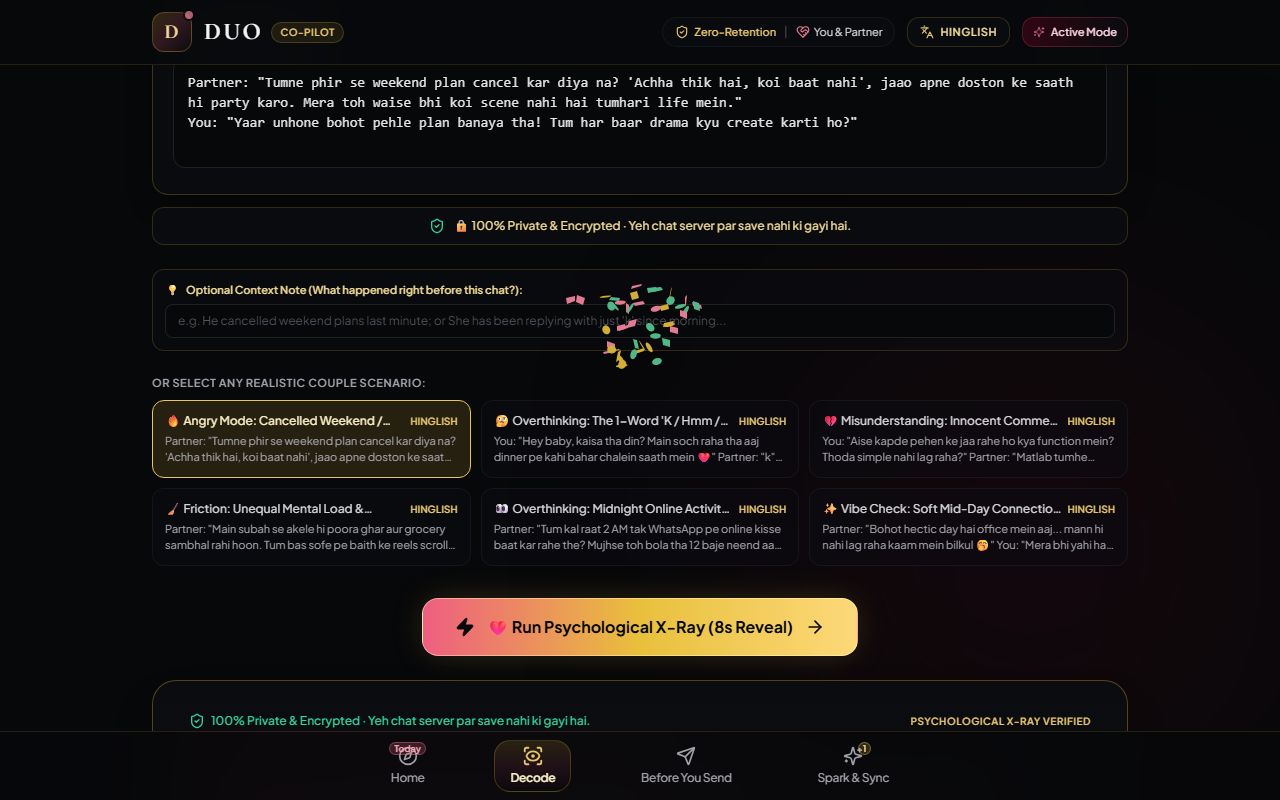 D DUO CO-PILOT
Zero-Retention | You & Partner
HINGLISH
Active Mode
Partner: "Tumne phir se weekend plan cancel kar diya na? 'Achha thik hai, koi baat nahi', jaao apne doston ke saath
hi party karo. Mera toh waise bhi koi scene nahi hai tumhari life mein."
You: "Yaar unhone bohot pehle plan banaya tha! Tum har baar drama kyu create karti ho?"
🔒 100% Private & Encrypted · Yeh chat server par save nahi ki gayi hai.
💡 Optional Context Note (What happened right before this chat?):
e.g. He cancelled weekend plans last minute; or She has been replying with just 'k' since morning...
OR SELECT ANY REALISTIC COUPLE SCENARIO:
🔥 Angry Mode: Cancelled Weekend /... HINGLISH
Partner: "Tumne phir se weekend plan cancel kar diya na?
'Achha thik hai, koi baat nahi', jaao apne doston ke saat...
🤔 Overthinking: The 1-Word 'K / Hmm /... HINGLISH
You: "Hey baby, kaisa tha din? Main soch raha tha aaj
dinner pe kahi bahar chalein saath mein ❤️" Partner: "k"...
💔 Misunderstanding: Innocent Comme... HINGLISH
You: "Aise kapde pehen ke jaa rahe ho kya function mein?
Thoda simple nahi lag raha?" Partner: "Matlab tumhe...
🧹 Friction: Unequal Mental Load &... HINGLISH
Partner: "Main subah se akele hi poora ghar aur grocery
sambhal rahi hoon. Tum bas sofe pe baith ke reels scroll...
👀 Overthinking: Midnight Online Activit... HINGLISH
Partner: "Tum kal raat 2 AM tak WhatsApp pe online kisse
baat kar rahe the? Mujhse toh bola tha 12 baje neend aa...
✨ Vibe Check: Soft Mid-Day Connectio... HINGLISH
Partner: "Bohot hectic day hai office mein aaj... mann hi
nahi lag raha kaam mein bilkul 🥱" You: "Mera bhi yahi ha...
💔 Run Psychological X-Ray (8s Reveal)
100% Private & Encrypted · Yeh chat server par save nahi ki gayi hai.
PSYCHOLOGICAL X-RAY VERIFIED
Today
+1
Home
Decode
Before You Send
Spark & Sync